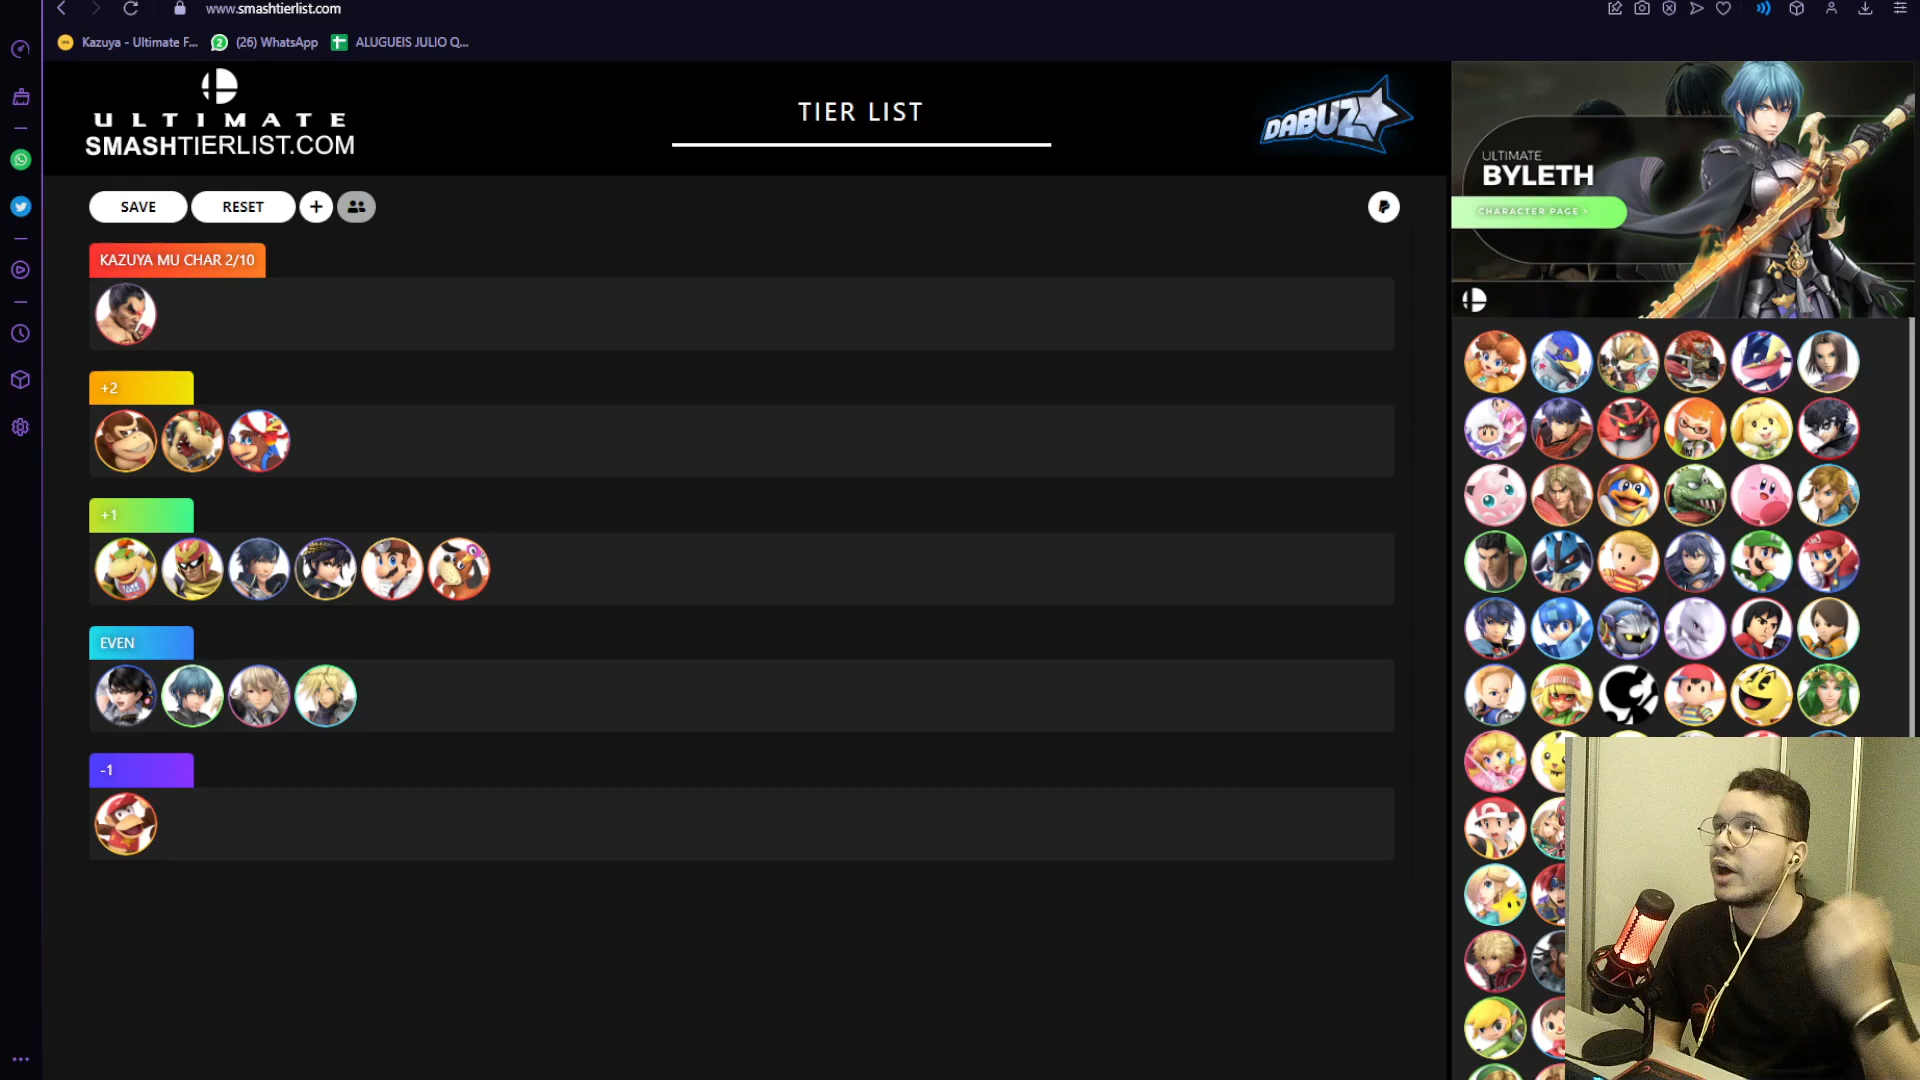 www.smashtierlist.com
Kazuya - Ultimate F...
(26) WhatsApp
ALUGUEIS JULIO Q...
ULTIMATE
SMASHTIERLIST.COM
TIER LIST
DABUZ
ULTIMATE
BYLETH
CHARACTER PAGE >
SAVE
RESET
+
KAZUYA MU CHAR 2/10
+2
+1
EVEN
-1